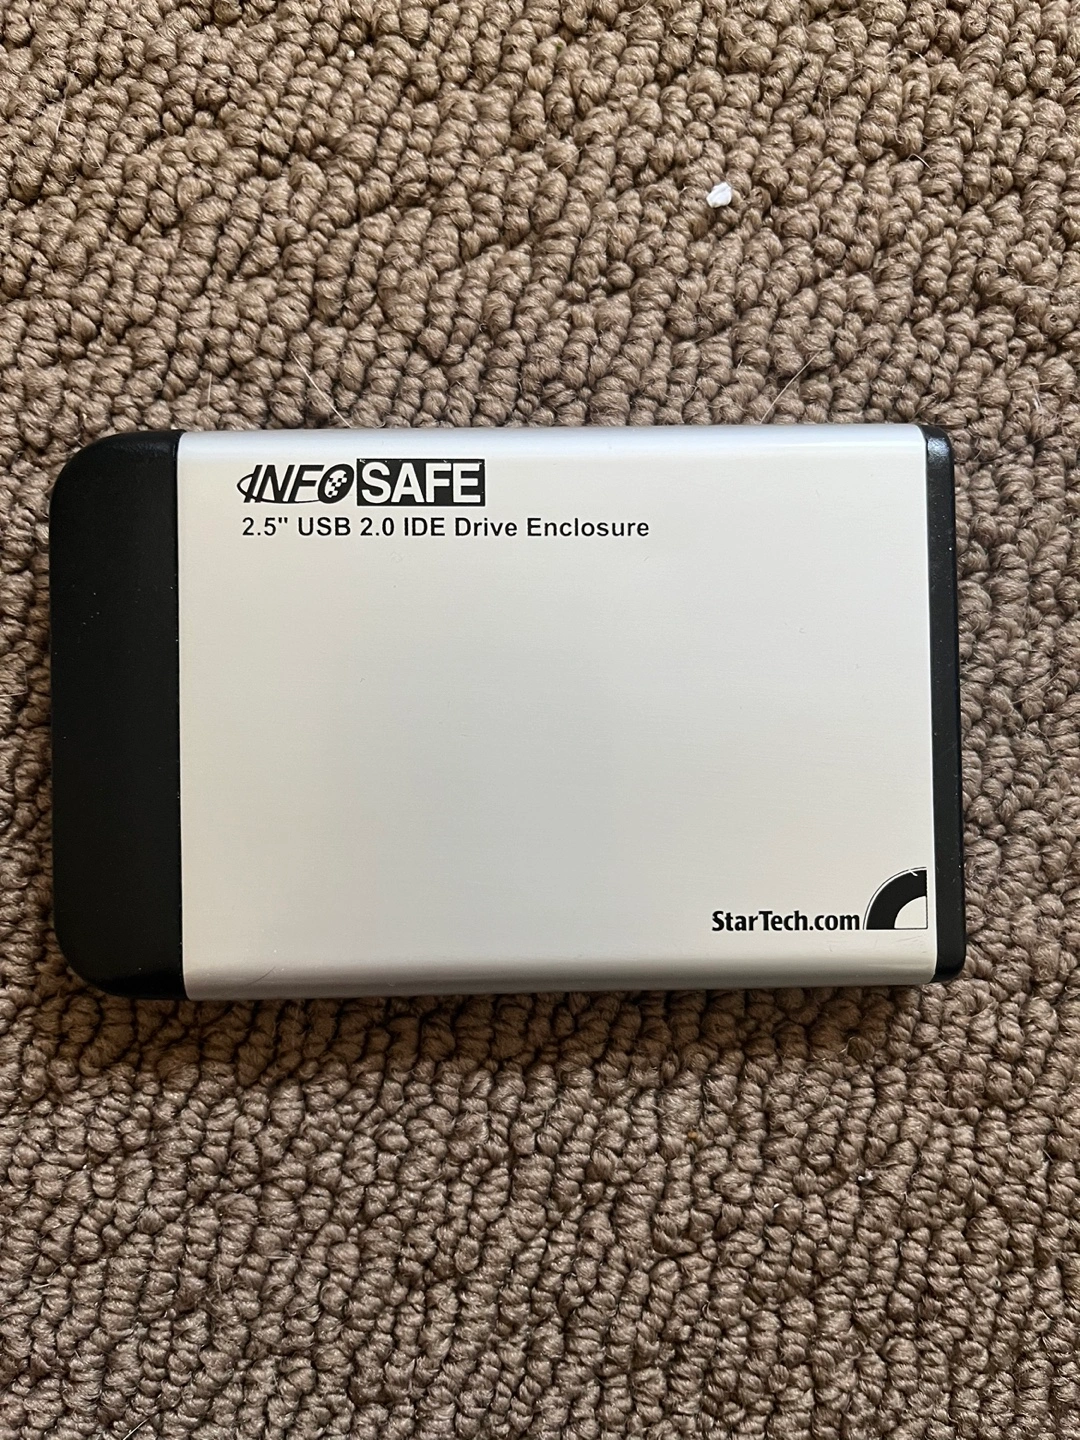 INFOSAFE
2.5" USB 2.0 IDE Drive Enclosure
StarTech.com